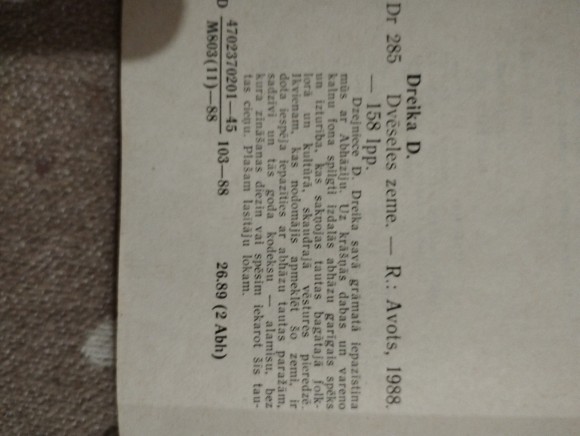 Dreika D.
Dr 285 Dvēseles zeme. — R.: Avots, 1988.
— 158 lpp.
Dzejniece D. Dreika savā grāmatā iepazīstina
mūs ar Abhāziju. Uz krāšņās dabas un vareno
kalnu fona spilgti izdalās abhāzu garīgais spēks
un izturība, kas sakņojas tautas bagātajā folk-
lorā un kultūrā, skaudrajā vēstures pieredzē.
Ikvienam, kas nodomājis apmeklēt šo zemi, ir
dota iespēja iepazīties ar abhāzu tautas paražām,
sadzīvi un tās goda kodeksu — alamisu, bez
kura zināšanas diezin vai spēsim iekarot šīs tau-
tas cieņu. Plašam lasītāju lokam.
D 4702370201—45
M803(11)—88 103—88 26.89 (2 Abh)